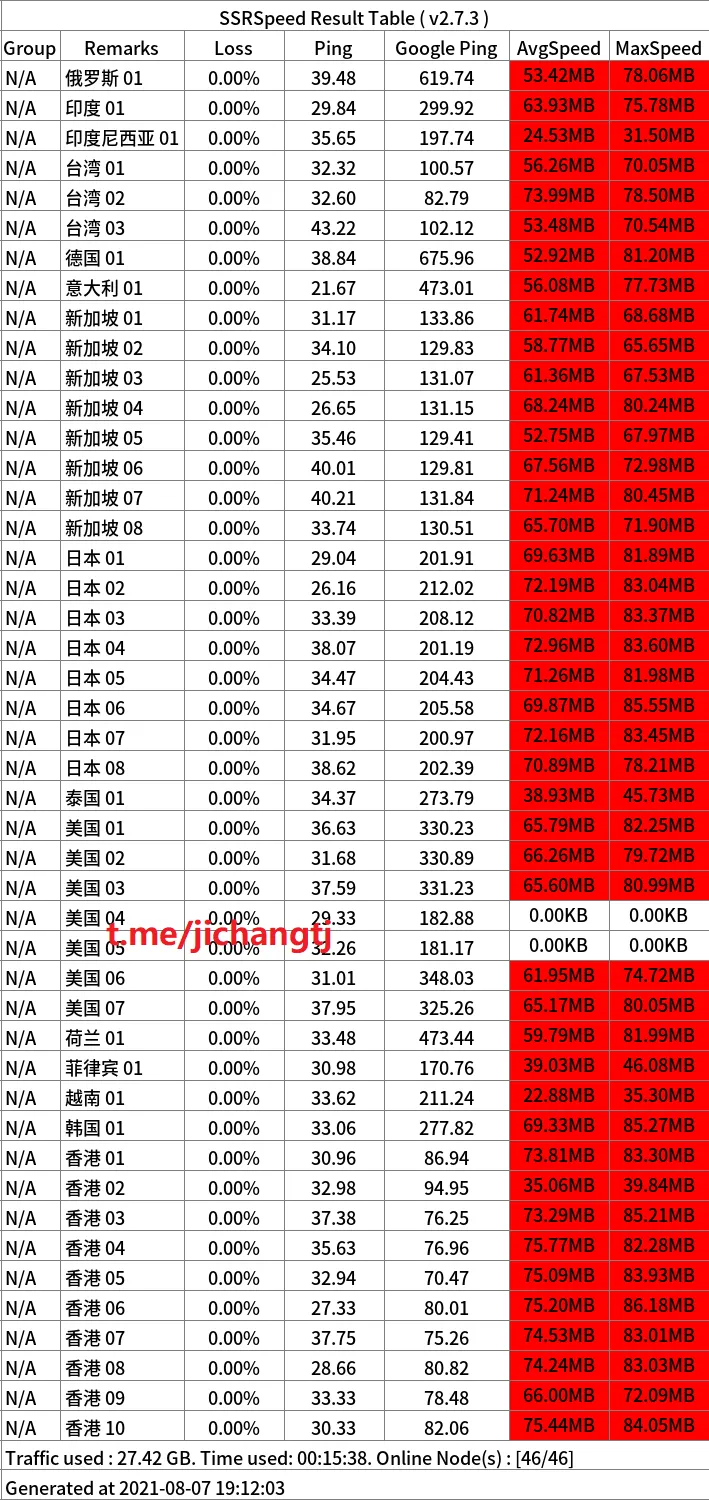 SSRSpeed Result Table ( v2.7.3 )
Group Remarks Loss Ping Google Ping AvgSpeed MaxSpeed
N/A 俄罗斯 01 0.00% 39.48 619.74 53.42MB 78.06MB
N/A 印度 01 0.00% 29.84 299.92 63.93MB 75.78MB
N/A 印度尼西亚 01 0.00% 35.65 197.74 24.53MB 31.50MB
N/A 台湾 01 0.00% 32.32 100.57 56.26MB 70.05MB
N/A 台湾 02 0.00% 32.60 82.79 73.99MB 78.50MB
N/A 台湾 03 0.00% 43.22 102.12 53.48MB 70.54MB
N/A 德国 01 0.00% 38.84 675.96 52.92MB 81.20MB
N/A 意大利 01 0.00% 21.67 473.01 56.08MB 77.73MB
N/A 新加坡 01 0.00% 31.17 133.86 61.74MB 68.68MB
N/A 新加坡 02 0.00% 34.10 129.83 58.77MB 65.65MB
N/A 新加坡 03 0.00% 25.53 131.07 61.36MB 67.53MB
N/A 新加坡 04 0.00% 26.65 131.15 68.24MB 80.24MB
N/A 新加坡 05 0.00% 35.46 129.41 52.75MB 67.97MB
N/A 新加坡 06 0.00% 40.01 129.81 67.56MB 72.98MB
N/A 新加坡 07 0.00% 40.21 131.84 71.24MB 80.45MB
N/A 新加坡 08 0.00% 33.74 130.51 65.70MB 71.90MB
N/A 日本 01 0.00% 29.04 201.91 69.63MB 81.89MB
N/A 日本 02 0.00% 26.16 212.02 72.19MB 83.04MB
N/A 日本 03 0.00% 33.39 208.12 70.82MB 83.37MB
N/A 日本 04 0.00% 38.07 201.19 72.96MB 83.60MB
N/A 日本 05 0.00% 34.47 204.43 71.26MB 81.98MB
N/A 日本 06 0.00% 34.67 205.58 69.87MB 85.55MB
N/A 日本 07 0.00% 31.95 200.97 72.16MB 83.45MB
N/A 日本 08 0.00% 38.62 202.39 70.89MB 78.21MB
N/A 泰国 01 0.00% 34.37 273.79 38.93MB 45.73MB
N/A 美国 01 0.00% 36.63 330.23 65.79MB 82.25MB
N/A 美国 02 0.00% 31.68 330.89 66.26MB 79.72MB
N/A 美国 03 0.00% 37.59 331.23 65.60MB 80.99MB
N/A 美国 04 0.00% 29.33 182.88 0.00KB 0.00KB
t.me/jichangtj
N/A 美国 05 0.00% 32.26 181.17 0.00KB 0.00KB
N/A 美国 06 0.00% 31.01 348.03 61.95MB 74.72MB
N/A 美国 07 0.00% 37.95 325.26 65.17MB 80.05MB
N/A 荷兰 01 0.00% 33.48 473.44 59.79MB 81.99MB
N/A 菲律宾 01 0.00% 30.98 170.76 39.03MB 46.08MB
N/A 越南 01 0.00% 33.62 211.24 22.88MB 35.30MB
N/A 韩国 01 0.00% 33.06 277.82 69.33MB 85.27MB
N/A 香港 01 0.00% 30.96 86.94 73.81MB 83.30MB
N/A 香港 02 0.00% 32.98 94.95 35.06MB 39.84MB
N/A 香港 03 0.00% 37.38 76.25 73.29MB 85.21MB
N/A 香港 04 0.00% 35.63 76.96 75.77MB 82.28MB
N/A 香港 05 0.00% 32.94 70.47 75.09MB 83.93MB
N/A 香港 06 0.00% 27.33 80.01 75.20MB 86.18MB
N/A 香港 07 0.00% 37.75 75.26 74.53MB 83.01MB
N/A 香港 08 0.00% 28.66 80.82 74.24MB 83.03MB
N/A 香港 09 0.00% 33.33 78.48 66.00MB 72.09MB
N/A 香港 10 0.00% 30.33 82.06 75.44MB 84.05MB
Traffic used : 27.42 GB. Time used: 00:15:38. Online Node(s) : [46/46]
Generated at 2021-08-07 19:12:03